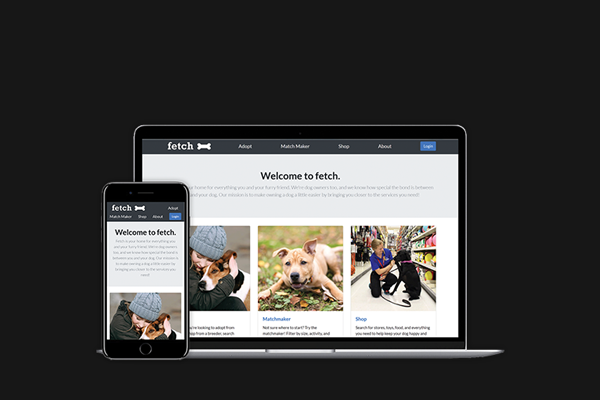 fetch
Adopt
Match Maker
Shop
About
Login
Welcome to fetch.
your home for everything you and your furry friend. We're dog owners too, and we know how special the bond is between
and your dog. Our mission is to make owning a dog a little easier by bringing you closer to the services you need!
Matchmaker
Shop
you're looking to adopt from
from a breeder, search
Not sure where to start? Try the
matchmaker! Filter by size, activity, and
Search for stores, toys, food, and everything
you need to help keep your dog happy and
fetch
Adopt
Match Maker
Shop
About
Login
Welcome to fetch.
Fetch is your home for everything you
and your furry friend. We're dog owners
too, and we know how special the bond is
between you and your dog. Our mission is
to make owning a dog a little easier by
bringing you closer to the services you
need!